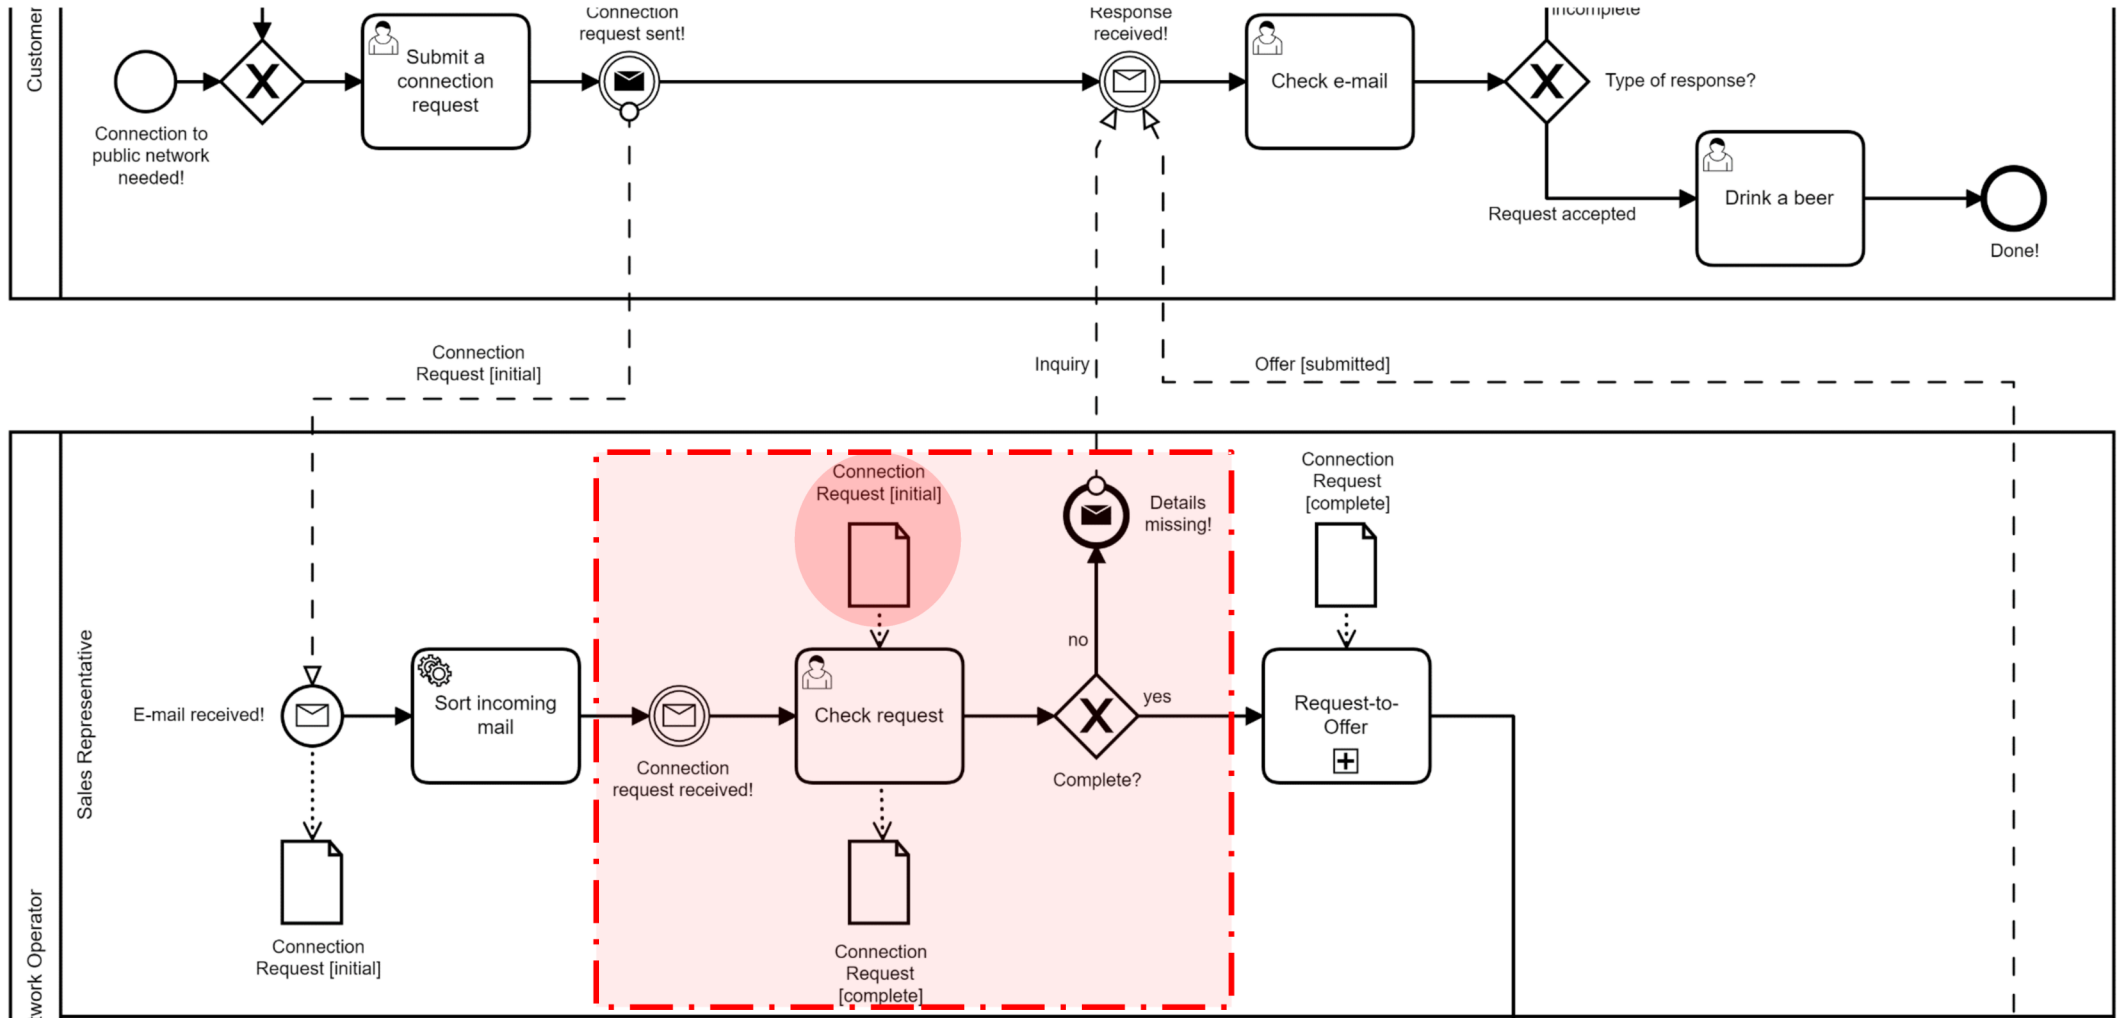 Customer
Connection
request sent!
Response
received!
incomplete
Submit a
connection
request
Check e-mail
Type of response?
Connection to
public network
needed!
Drink a beer
Request accepted
Done!
Connection
Request [initial]
Inquiry
Offer [submitted]
work Operator
Sales Representative
Connection
Request [initial]
Details
missing!
Connection
Request
[complete]
no
yes
E-mail received!
Sort incoming
mail
Check request
Request-to-
Offer
Connection
request received!
Complete?
Connection
Request [initial]
Connection
Request
[complete]